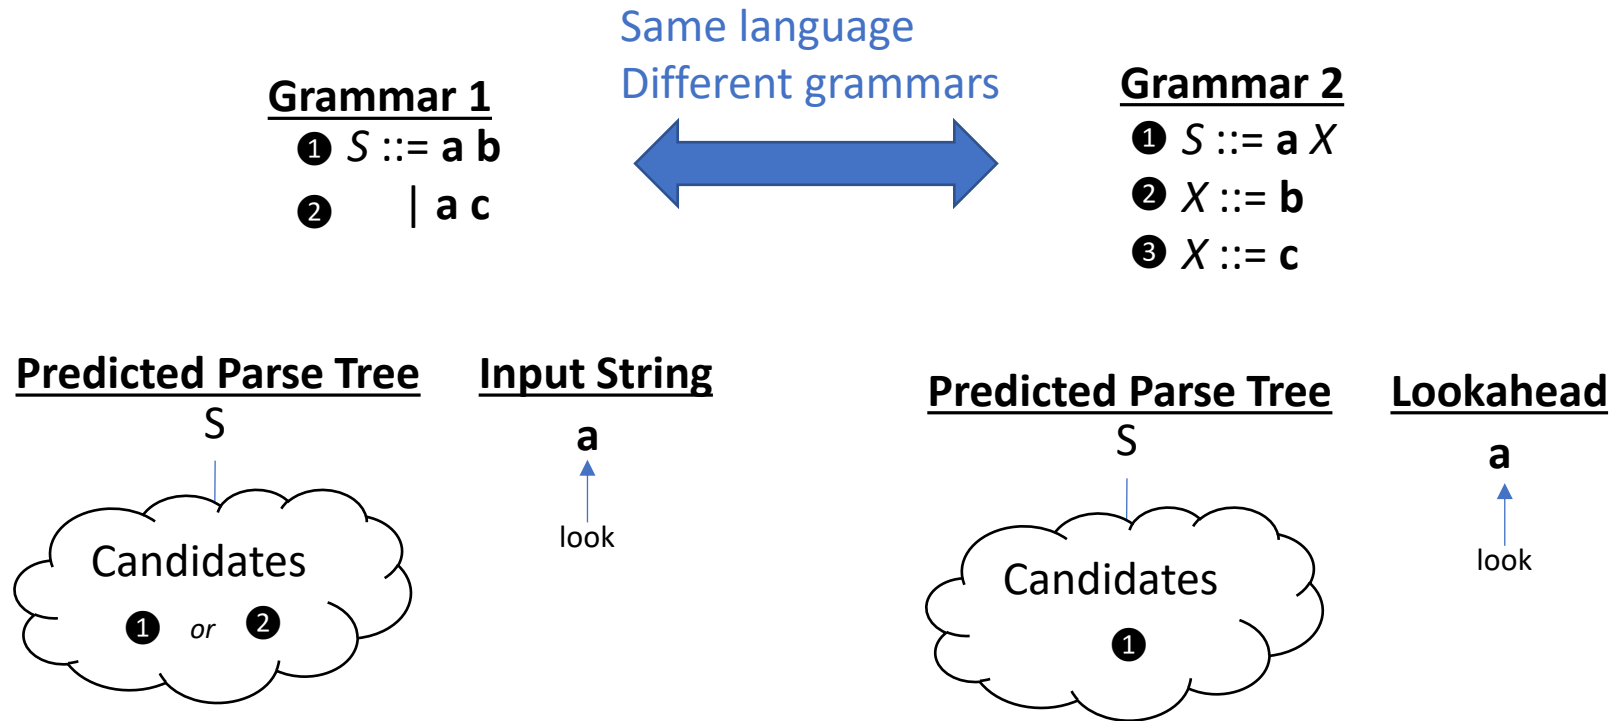 Same language
Different grammars
Grammar 1
❶ S ::= a b
❷ | a c
Grammar 2
❶ S ::= a X
❷ X ::= b
❸ X ::= c
Predicted Parse Tree
S
Candidates
❶ or ❷
Input String
a
look
Predicted Parse Tree
S
Candidates
❶
Lookahead
a
look